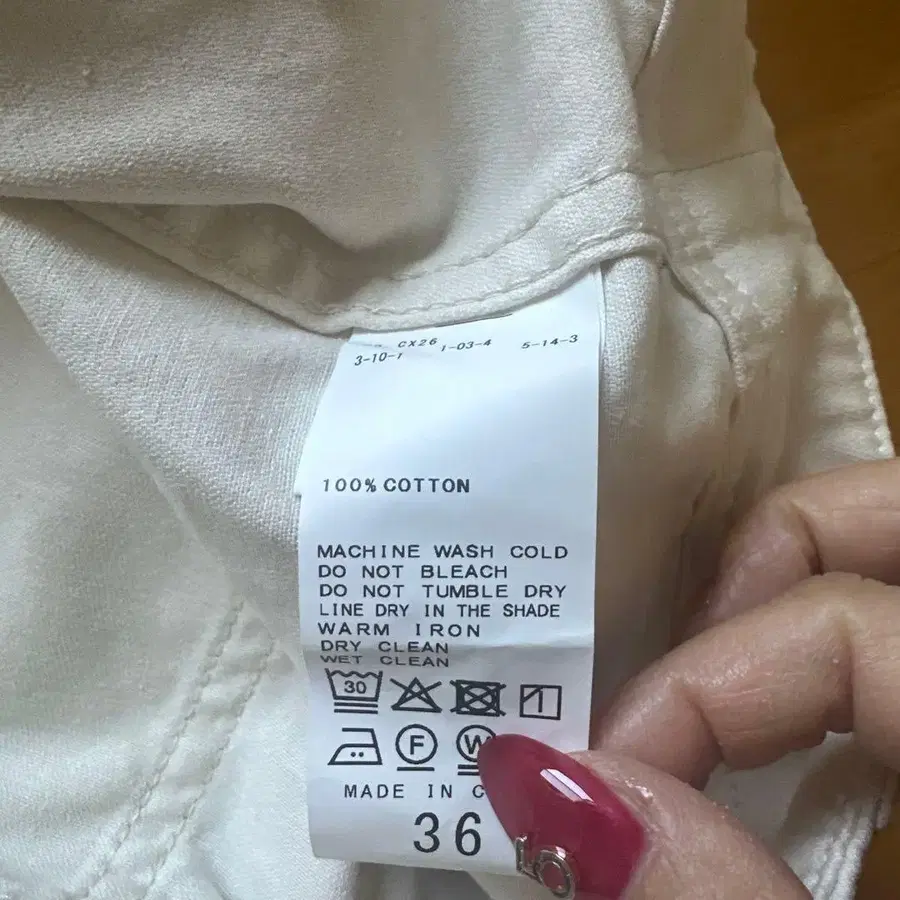 CX26 1-03-4 5-14-3
3-10-1
100% COTTON
MACHINE WASH COLD
DO NOT BLEACH
DO NOT TUMBLE DRY
LINE DRY IN THE SHADE
WARM IRON
DRY CLEAN
WET CLEAN
30
F W
MADE IN
36